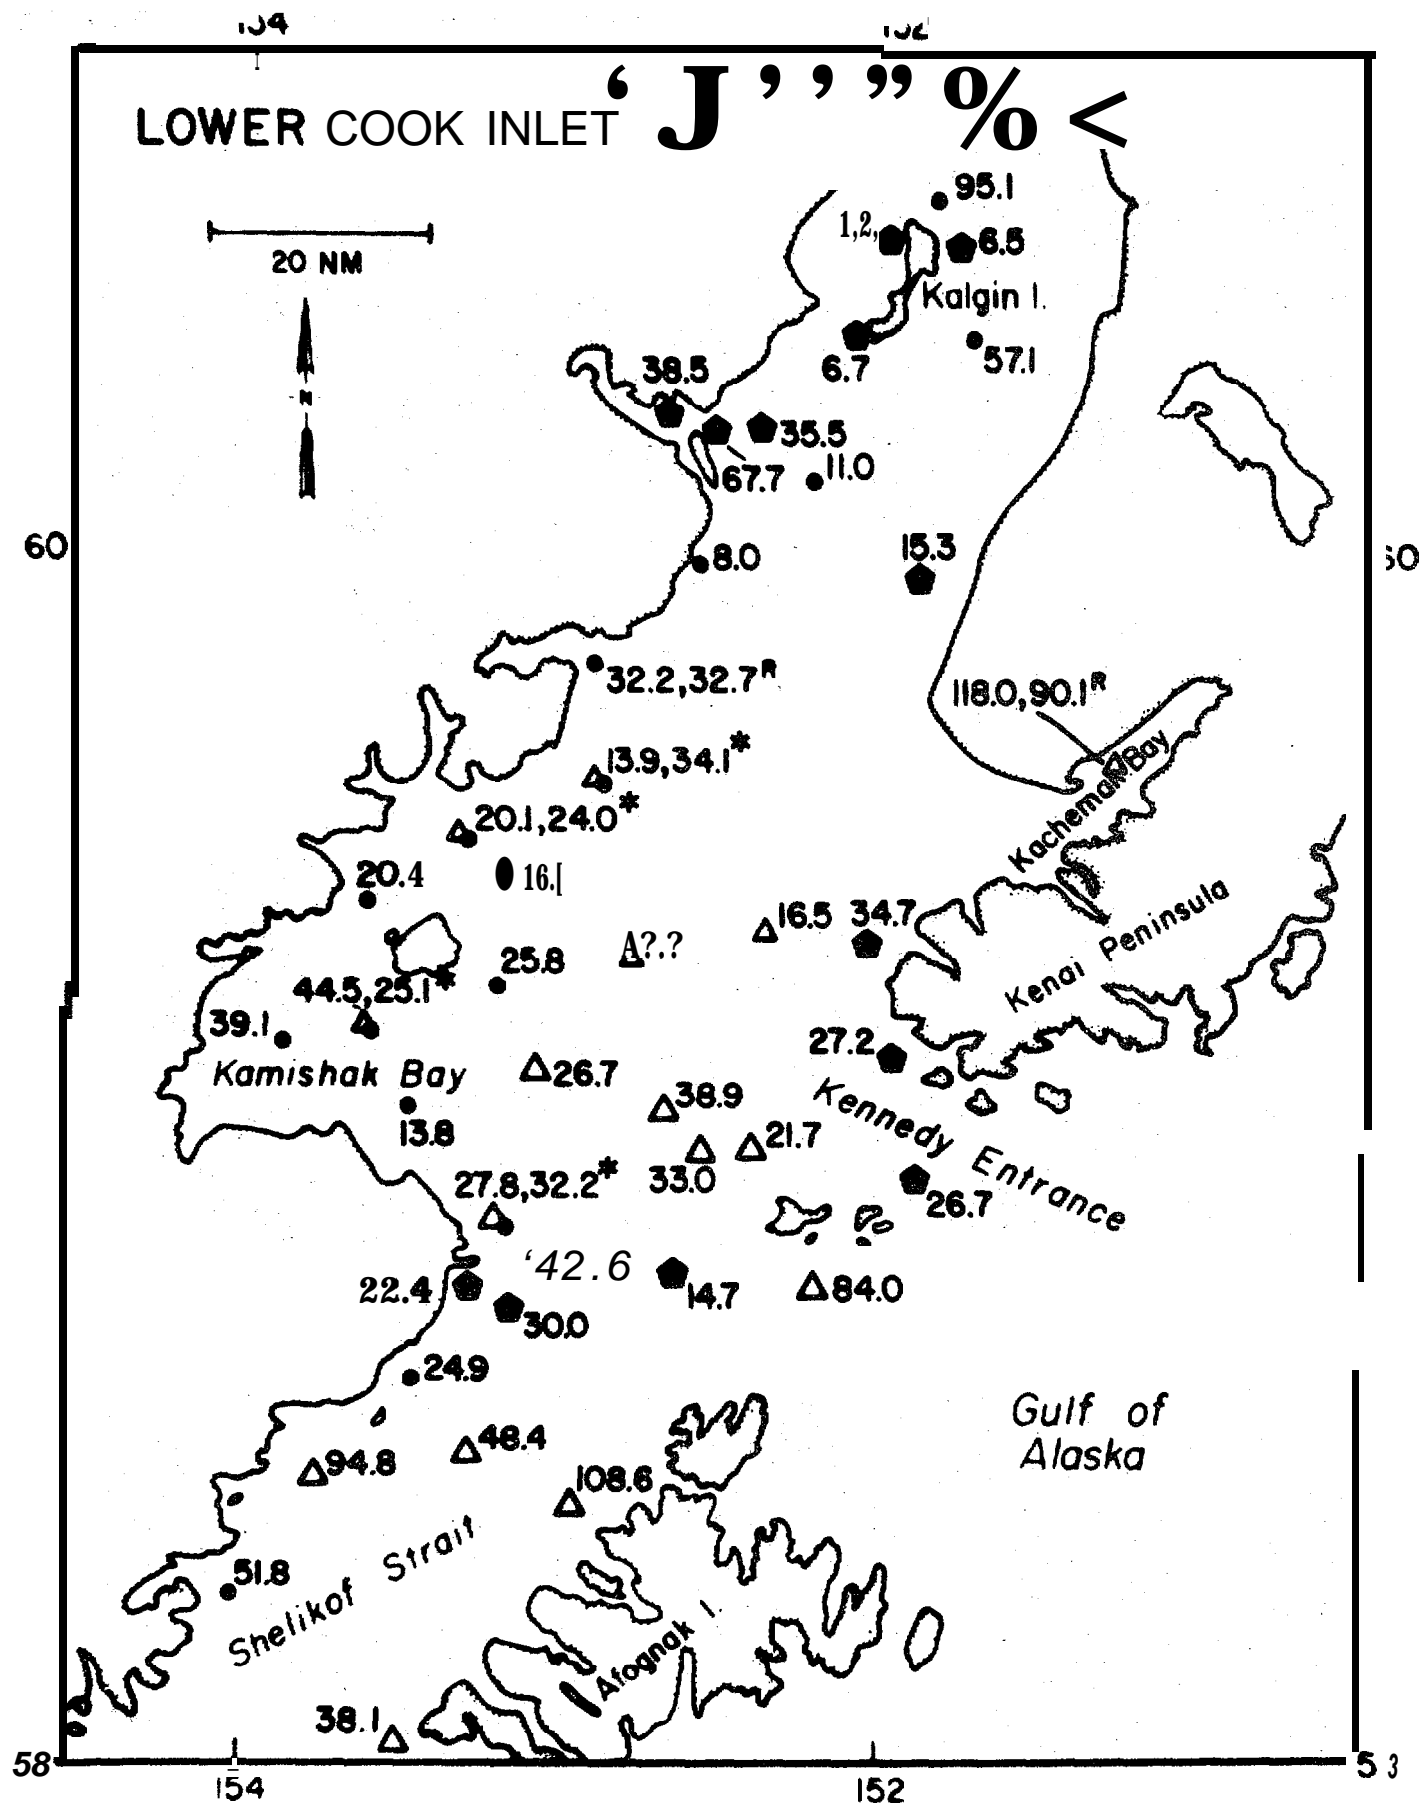 LOWER COOK INLET ‘ J ’ ’ ” % <
95.1
1,2,
6.5
20 NM
Kalgin I.
38.5
6.7
57.1
N
35.5
67.7
11.0
60
8.0
15.3
32.2,32.7R
118.0,90.1R
13.9,34.1*
Kachemak Bay
20.1,24.0*
20.4
16.[
16.5
34.7
Kenai Peninsula
A?.?
25.8
44.5,25.1*
39.1
27.2
Kamishak Bay
26.7
38.9
Kennedy Entrance
13.8
21.7
33.0
27.8,32.2*
26.7
‘42.6
22.4
14.7
84.0
30.0
24.9
Gulf of
Alaska
48.4
94.8
108.6
Shelikof Strait
51.8
Afognak I.
38.1
58
154
152